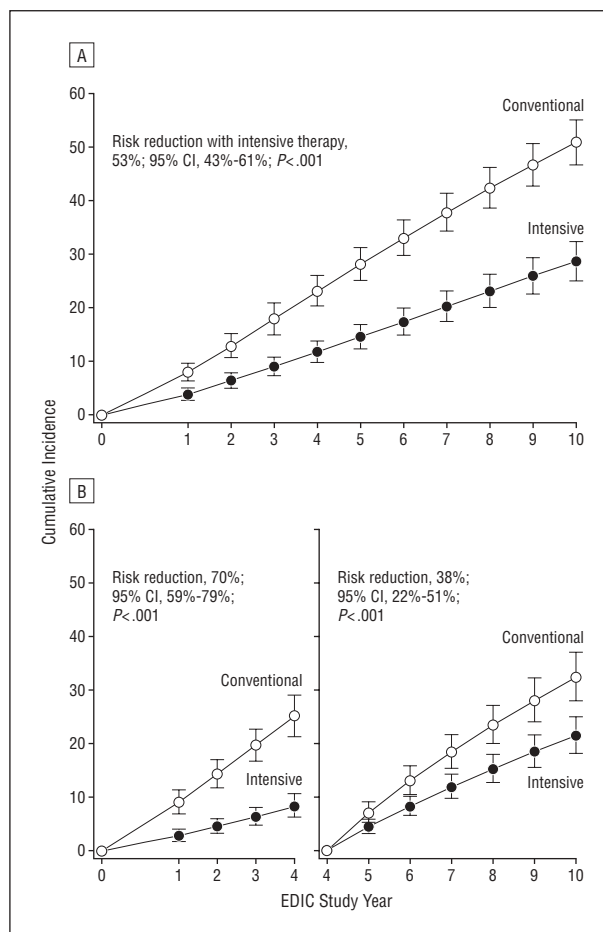 A
60
50
40
30
20
10
0
Risk reduction with intensive therapy,
53%; 95% CI, 43%-61%; P<.001
Conventional
Intensive
0 1 2 3 4 5 6 7 8 9 10
Cumulative Incidence
B
60
50
40
30
20
10
0
Risk reduction, 70%;
95% CI, 59%-79%;
P<.001
Conventional
Intensive
0 1 2 3 4
Risk reduction, 38%;
95% CI, 22%-51%;
P<.001
Conventional
Intensive
4 5 6 7 8 9 10
EDIC Study Year